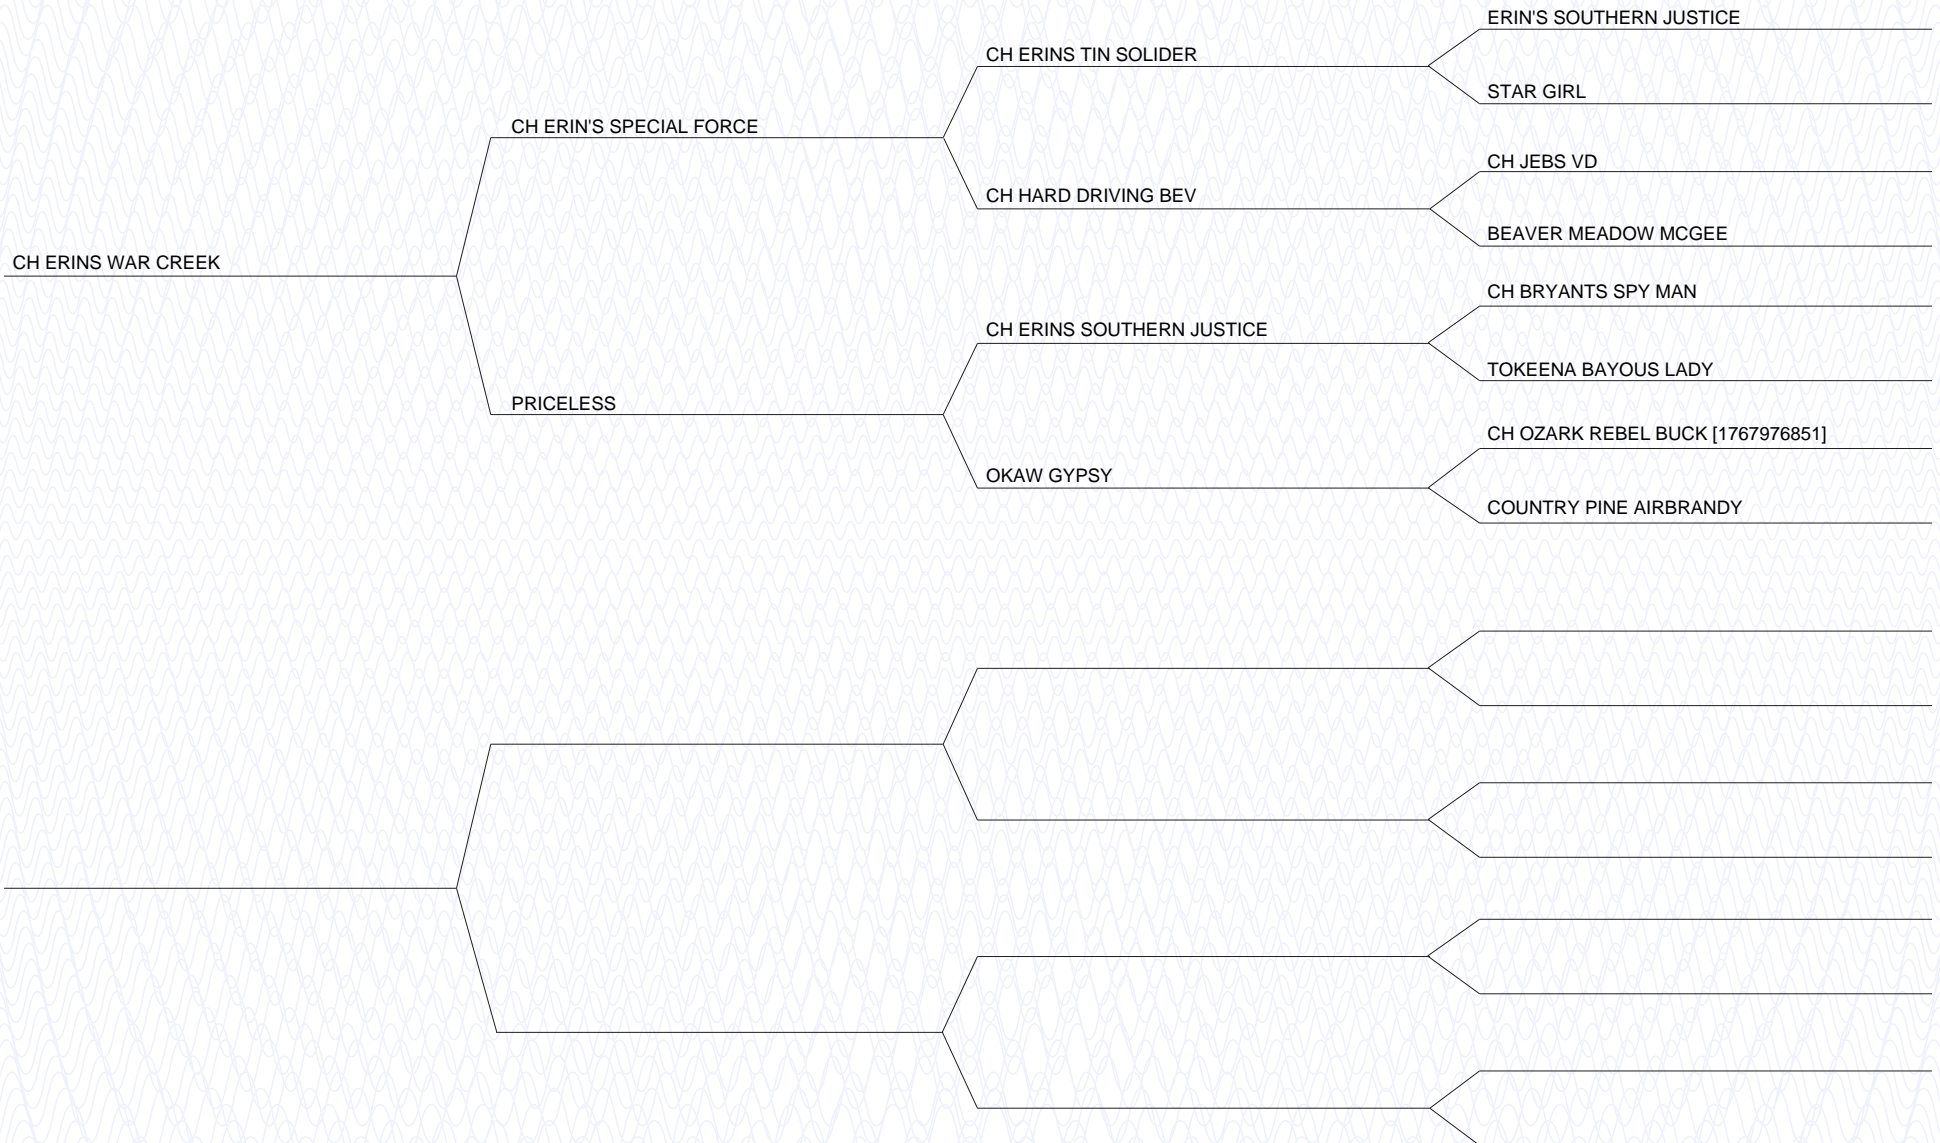 ERIN'S SOUTHERN JUSTICE
CH ERINS TIN SOLIDER
STAR GIRL
CH ERIN'S SPECIAL FORCE
CH JEBS VD
CH HARD DRIVING BEV
BEAVER MEADOW MCGEE
CH ERINS WAR CREEK
CH BRYANTS SPY MAN
CH ERINS SOUTHERN JUSTICE
TOKEENA BAYOUS LADY
PRICELESS
CH OZARK REBEL BUCK [1767976851]
OKAW GYPSY
COUNTRY PINE AIRBRANDY